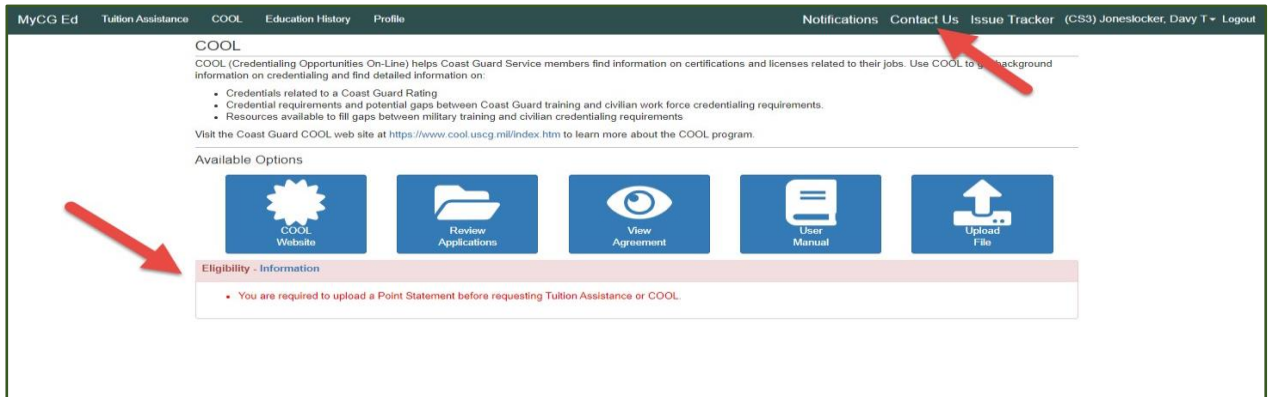 MyCG Ed Tuition Assistance COOL Education History Profile Notifications Contact Us Issue Tracker (CS3) Joneslocker, Davy T Logout
COOL
COOL (Credentialing Opportunities On-Line) helps Coast Guard Service members find information on certifications and licenses related to their jobs. Use COOL to background
information on credentialing and find detailed information on:
Credentials related to a Coast Guard Rating
Credential requirements and potential gaps between Coast Guard training and civilian work force credentialing requirements.
Resources available to fill gaps between military training and civilian credentialing requirements
Visit the Coast Guard COOL web site at https://www.cool.uscg.mil/index.htm to learn more about the COOL program.
Available Options
COOL
Website
Review
Applications
View
Agreement
User
Manual
Upload
File
Eligibility - Information
You are required to upload a Point Statement before requesting Tuition Assistance or COOL.